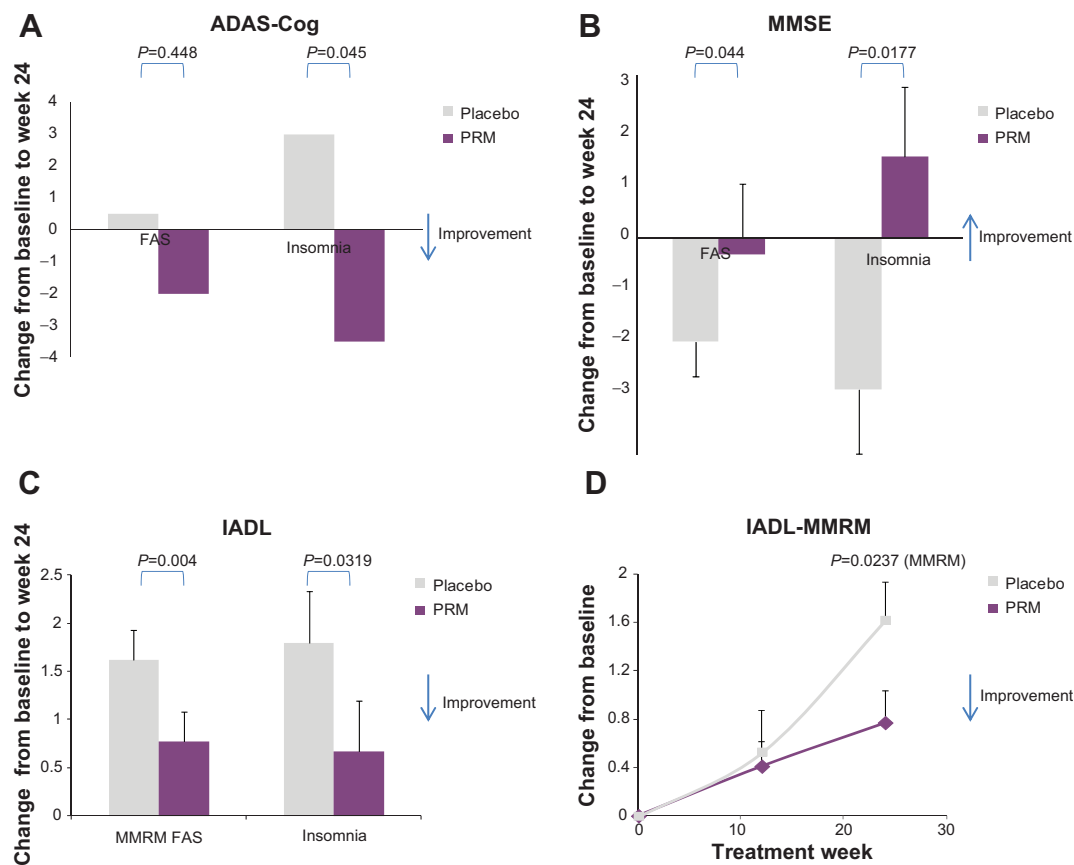 A
ADAS-Cog
P=0.448
P=0.045
Change from baseline to week 24
4
3
2
1
0
–1
–2
–3
–4
FAS
Insomnia
Placebo
PRM
Improvement
B
MMSE
P=0.044
P=0.0177
Change from baseline to week 24
3
2
1
0
–1
–2
–3
FAS
Insomnia
Placebo
PRM
Improvement
C
IADL
P=0.004
P=0.0319
Change from baseline to week 24
2.5
2
1.5
1
0.5
0
MMRM FAS
Insomnia
Placebo
PRM
Improvement
D
IADL-MMRM
P=0.0237 (MMRM)
Change from baseline
2
1.6
1.2
0.8
0.4
0
0
10
20
30
Treatment week
Placebo
PRM
Improvement